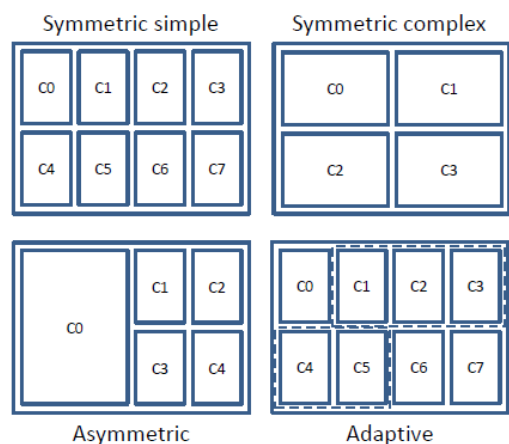 Symmetric simple
Symmetric complex
C0 C1 C2 C3
C4 C5 C6 C7
C0 C1
C2 C3
C0
C1 C2
C3 C4
C0 C1 C2 C3
C4 C5 C6 C7
Asymmetric
Adaptive